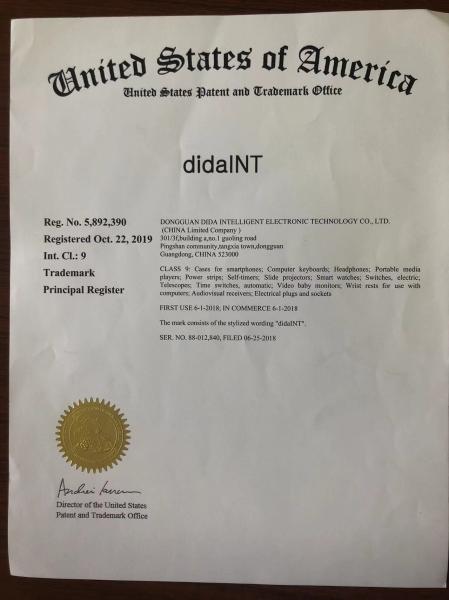 United States of America
United States Patent and Trademark Office
didaINT
Reg. No. 5,892,390
Registered Oct. 22, 2019
Int. Cl.: 9
Trademark
Principal Register
DONGGUAN DIDA INTELLIGENT ELECTRONIC TECHNOLOGY CO., LTD.
(CHINA Limited Company )
301/3f,building a,no.1 guoling road
Pingshan community,tangxia town,dongguan
Guangdong, CHINA 523000
CLASS 9: Cases for smartphones; Computer keyboards; Headphones; Portable media
players; Power strips; Self-timers; Slide projectors; Smart watches; Switches, electric;
Telescopes; Time switches, automatic; Video baby monitors; Wrist rests for use with
computers; Audiovisual receivers; Electrical plugs and sockets
FIRST USE 6-1-2018; IN COMMERCE 6-1-2018
The mark consists of the stylized wording "didaINT".
SER. NO. 88-012,840, FILED 06-25-2018
Director of the United States
Patent and Trademark Office